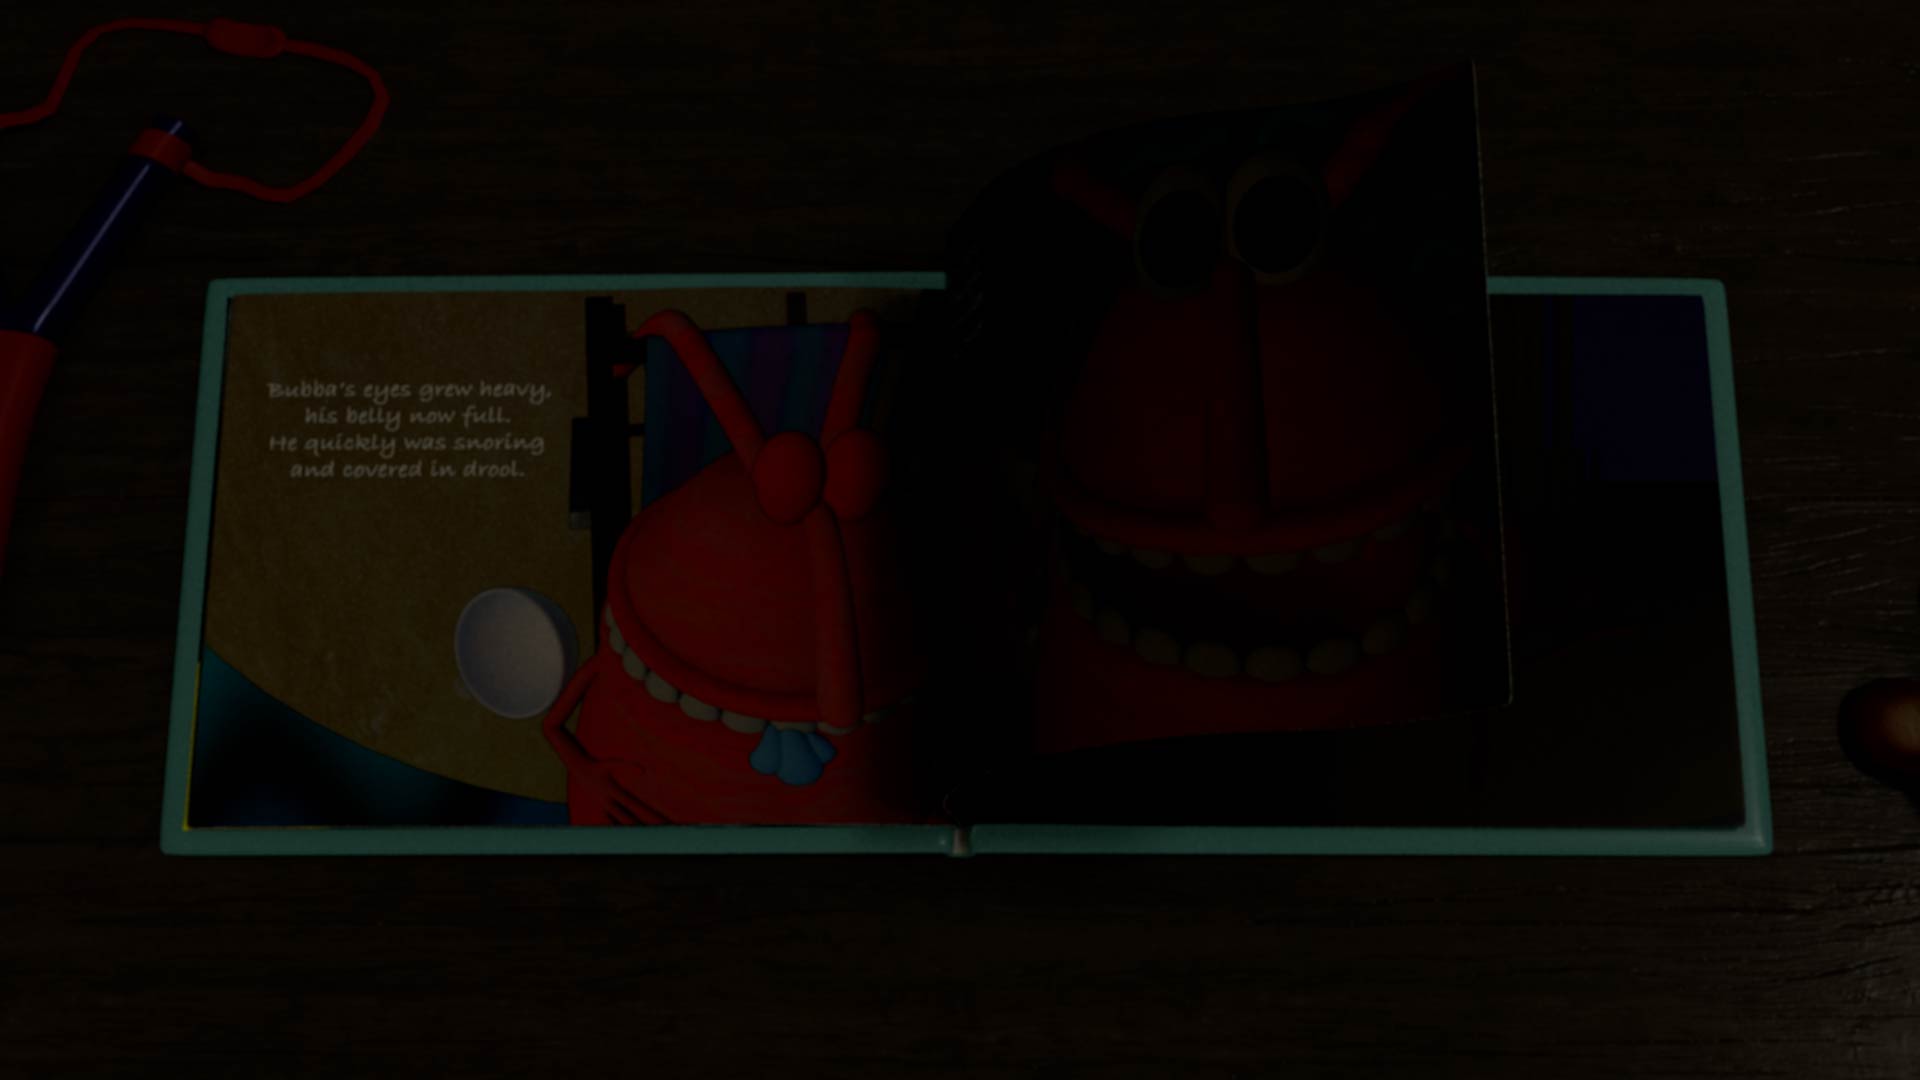 Bubba's eyes grew heavy,
his belly now full.
He quickly was snoring
and covered in drool.